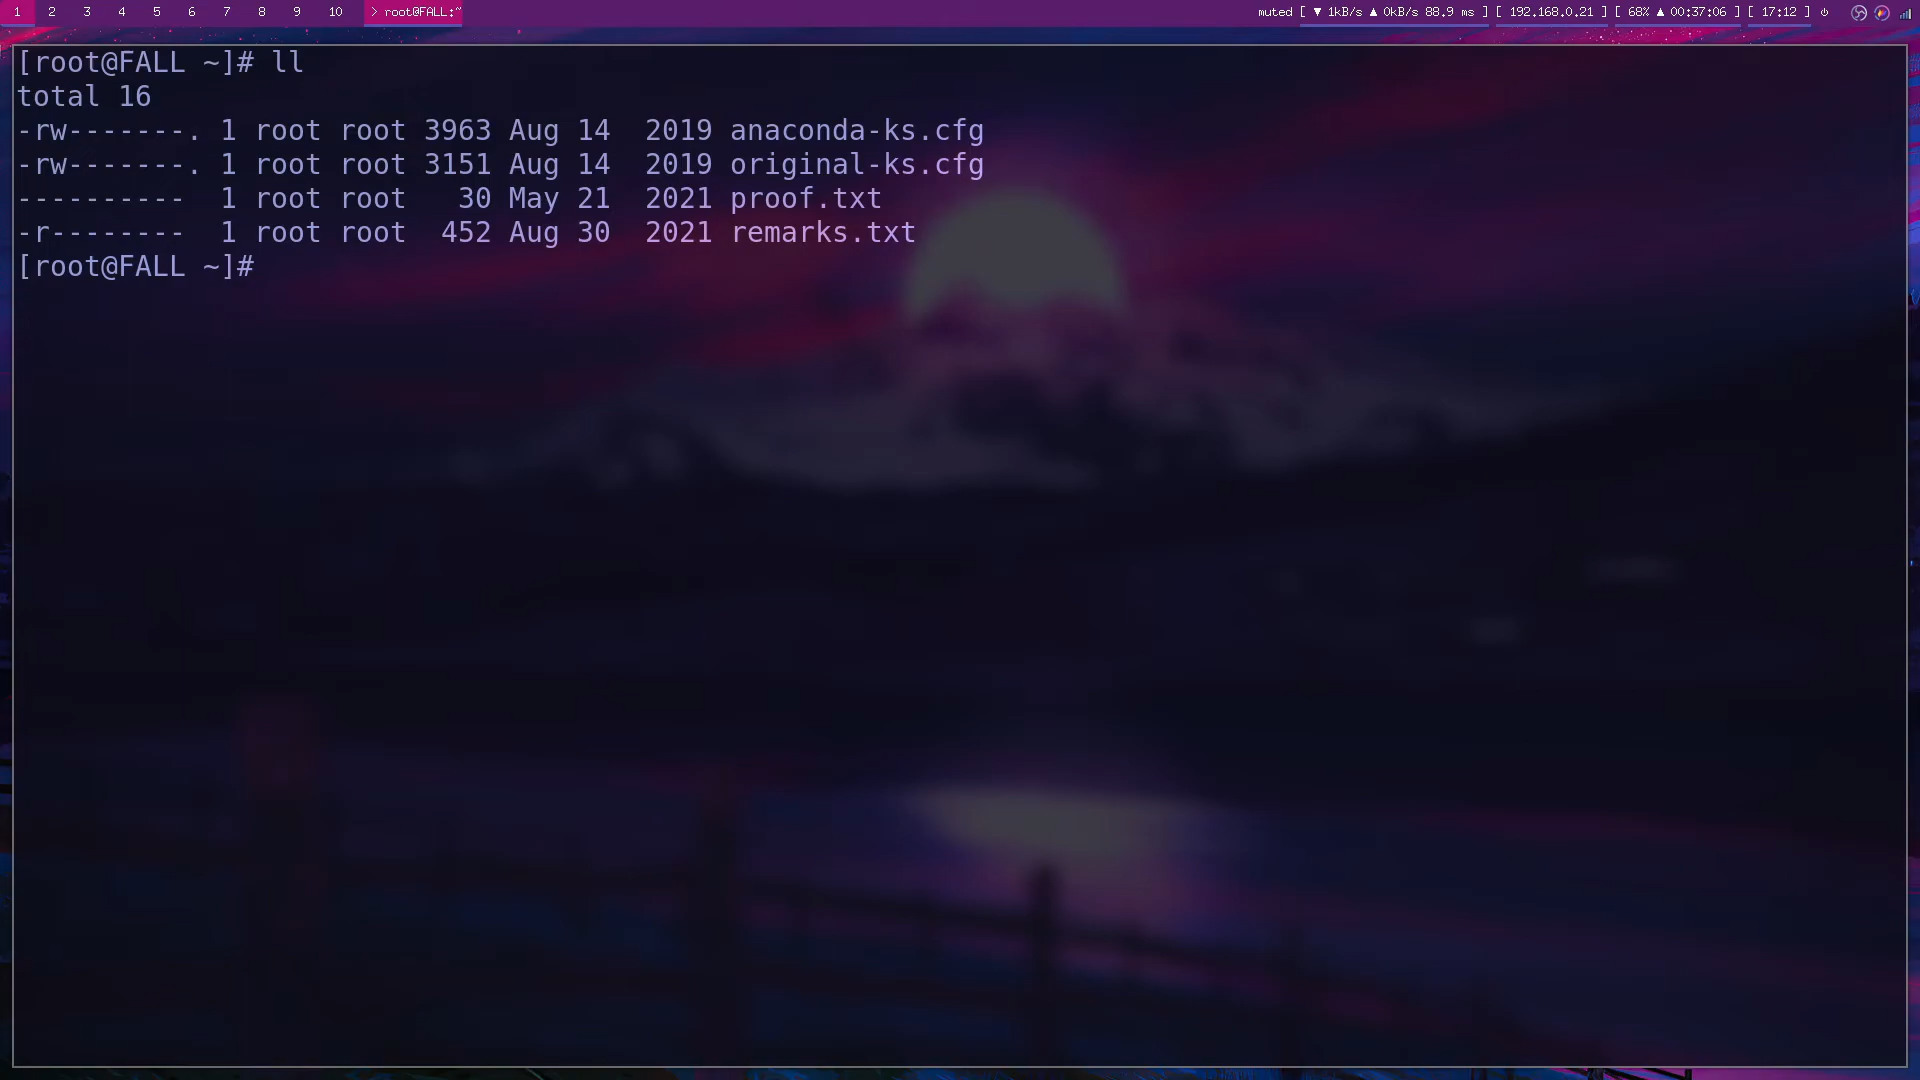 1 2 3 4 5 6 7 8 9 10 > root@FALL:~ muted [ ▼ 1kB/s ▲ 0kB/s 88.9 ms ] [ 192.168.0.21 ] [ 68% ▲ 00:37:06 ] [ 17:12 ]
[root@FALL ~]# ll
total 16
-rw-------. 1 root root 3963 Aug 14  2019 anaconda-ks.cfg
-rw-------. 1 root root 3151 Aug 14  2019 original-ks.cfg
----------  1 root root   30 May 21  2021 proof.txt
-r--------  1 root root  452 Aug 30  2021 remarks.txt
[root@FALL ~]#